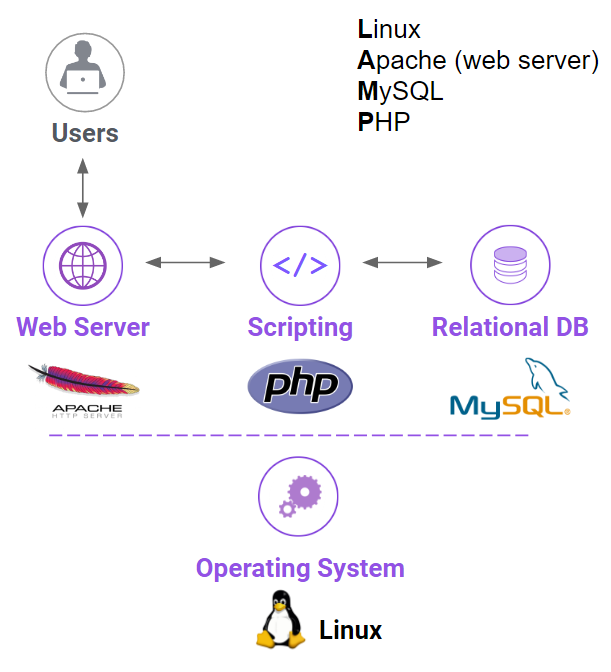 Linux
Apache (web server)
MySQL
PHP
Users
Web Server
Scripting
Relational DB
</>
APACHE
HTTP SERVER
php
MySQL®
Operating System
Linux